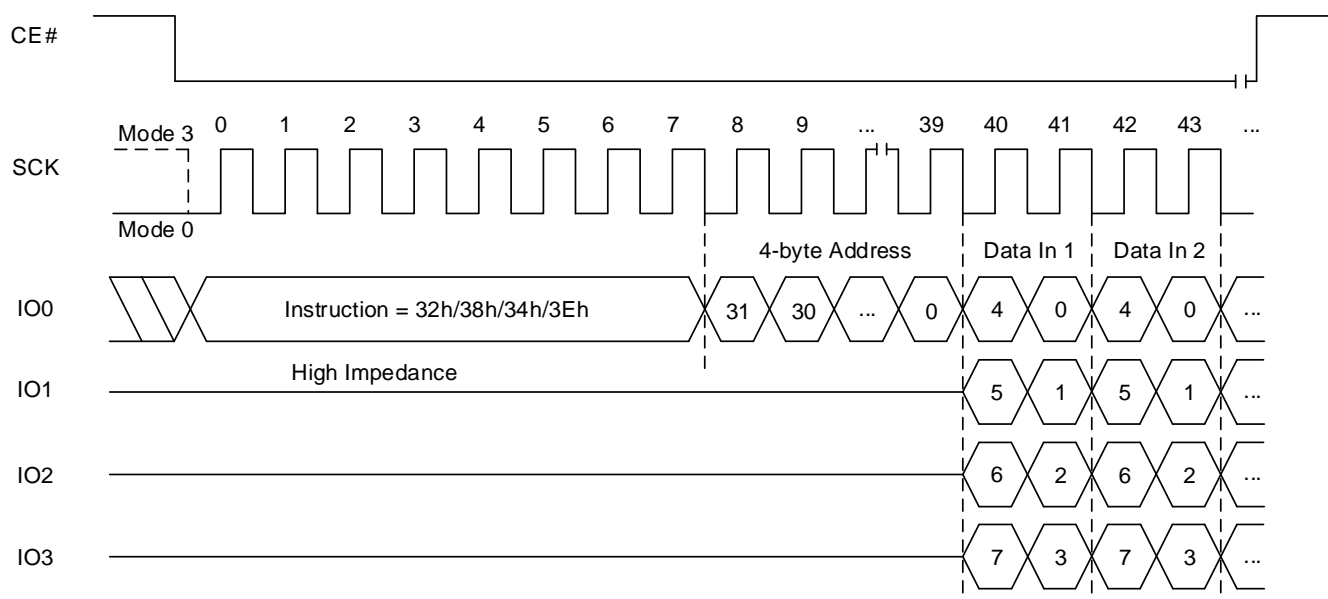 CE#
0 1 2 3 4 5 6 7 8 9 ... 39 40 41 42 43 ...
Mode 3
SCK
Mode 0
4-byte Address Data In 1 Data In 2
IO0 Instruction = 32h/38h/34h/3Eh 31 30 ... 0 4 0 4 0 ...
High Impedance
IO1 5 1 5 1 ...
IO2 6 2 6 2 ...
IO3 7 3 7 3 ...